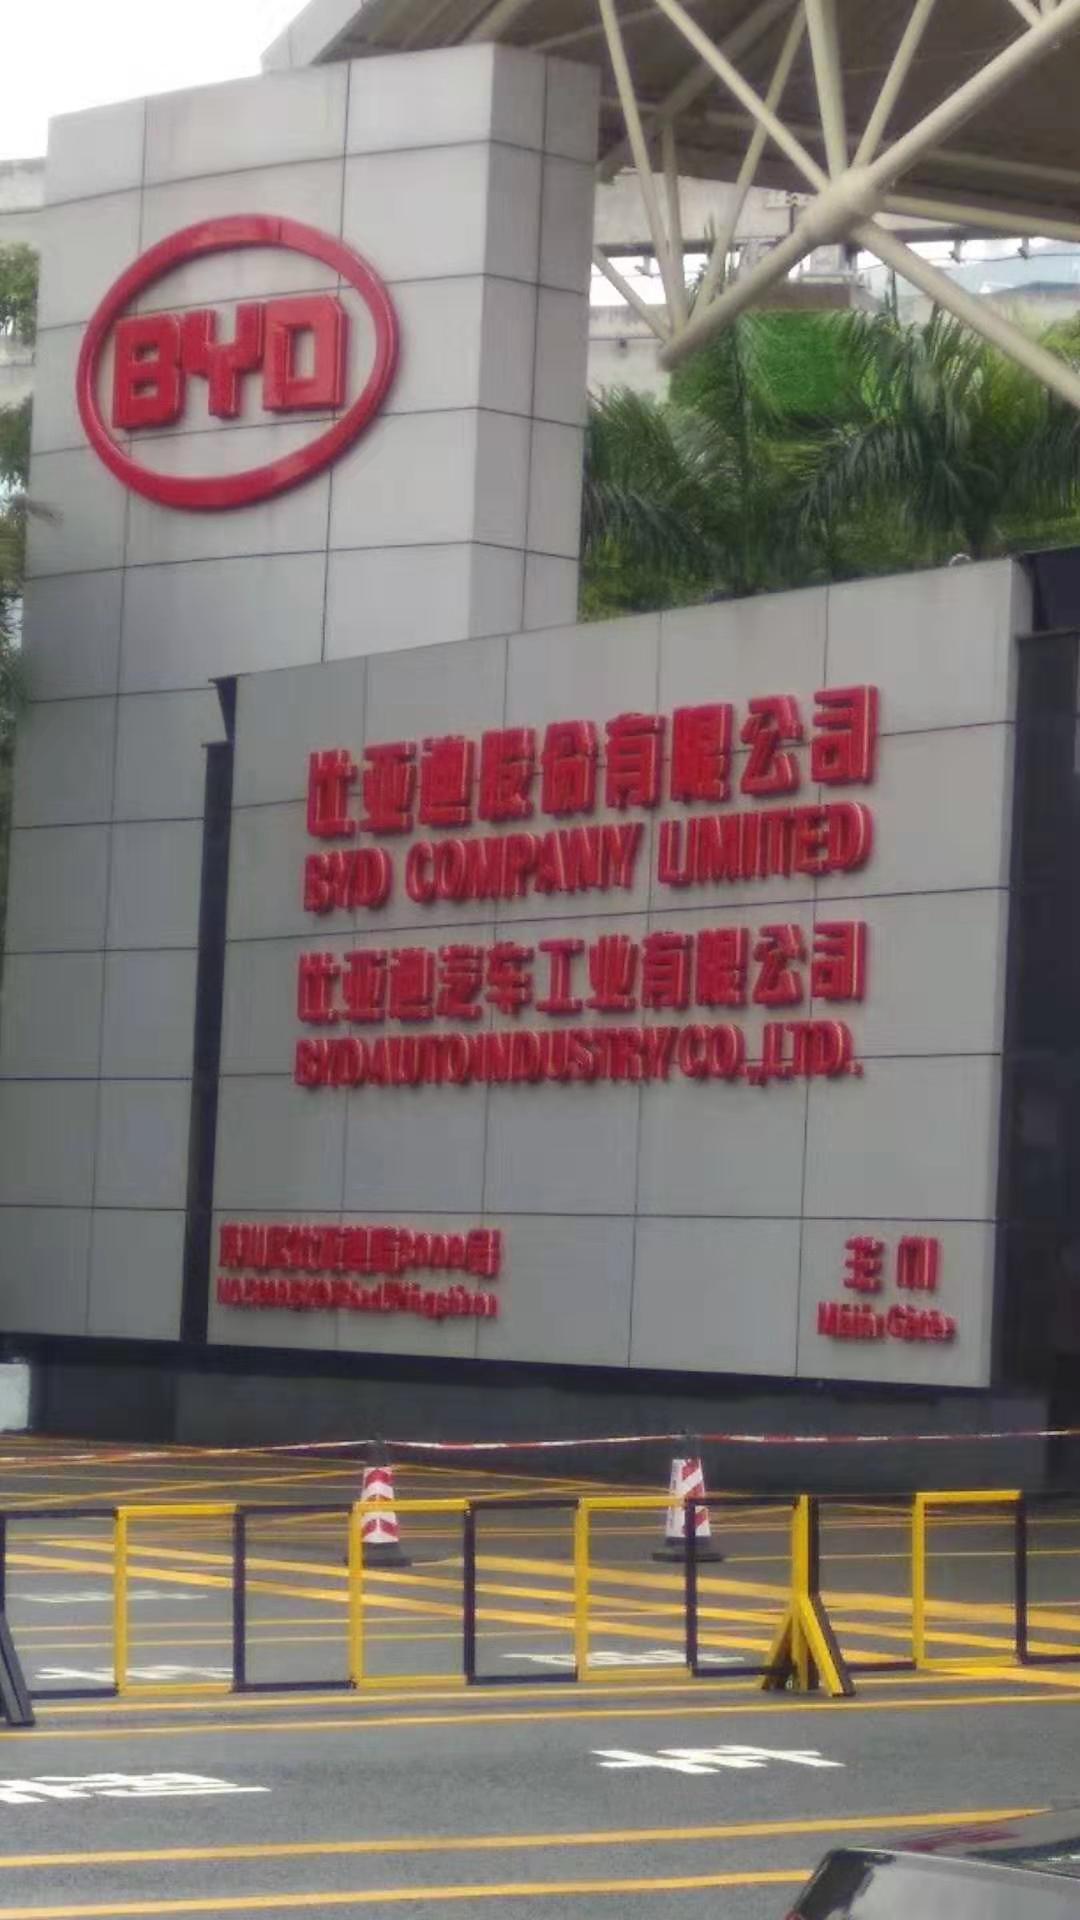 BYD
比亚迪股份有限公司
BYD COMPANY LIMITED
比亚迪汽车工业有限公司
BYD AUTO INDUSTRY CO.,LTD.
主门
Main Gate